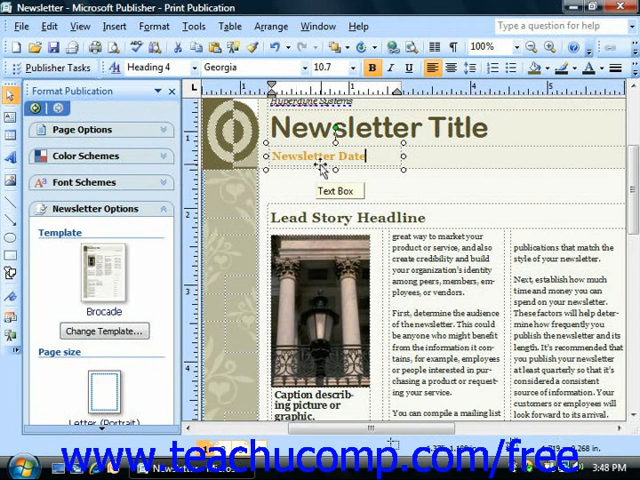 Newsletter - Microsoft Publisher - Print Publication
File Edit View Insert Format Tools Table Arrange Window Help
Type a question for help
100%
Publisher Tasks Heading 4 Georgia 10.7 B I U
Format Publication
Page Options
Color Schemes
Font Schemes
Newsletter Options
Template
Brocade
Change Template...
Page size
Letter (Portrait)
Newsletter Title
Newsletter Date
Text Box
Lead Story Headline
Caption describ-
ing picture or
graphic.
great way to market your
product or service, and also
create credibility and build
your organization's identity
among peers, members, em-
ployees, or vendors.
First, determine the audience
of the newsletter. This could
be anyone who might benefit
from the information it con-
tains, for example, employees
or people interested in pur-
chasing a product or request-
ing your service.
You can compile a mailing list
publications that match the
style of your newsletter.
Next, establish how much
time and money you can
spend on your newsletter.
These factors will help deter-
mine how frequently you
publish the newsletter and its
length. It's recommended that
you publish your newsletter
at least quarterly so that it's
considered a consistent
source of information. Your
customers or employees will
look forward to its arrival.
www.teachucomp.com/free
3:48 PM